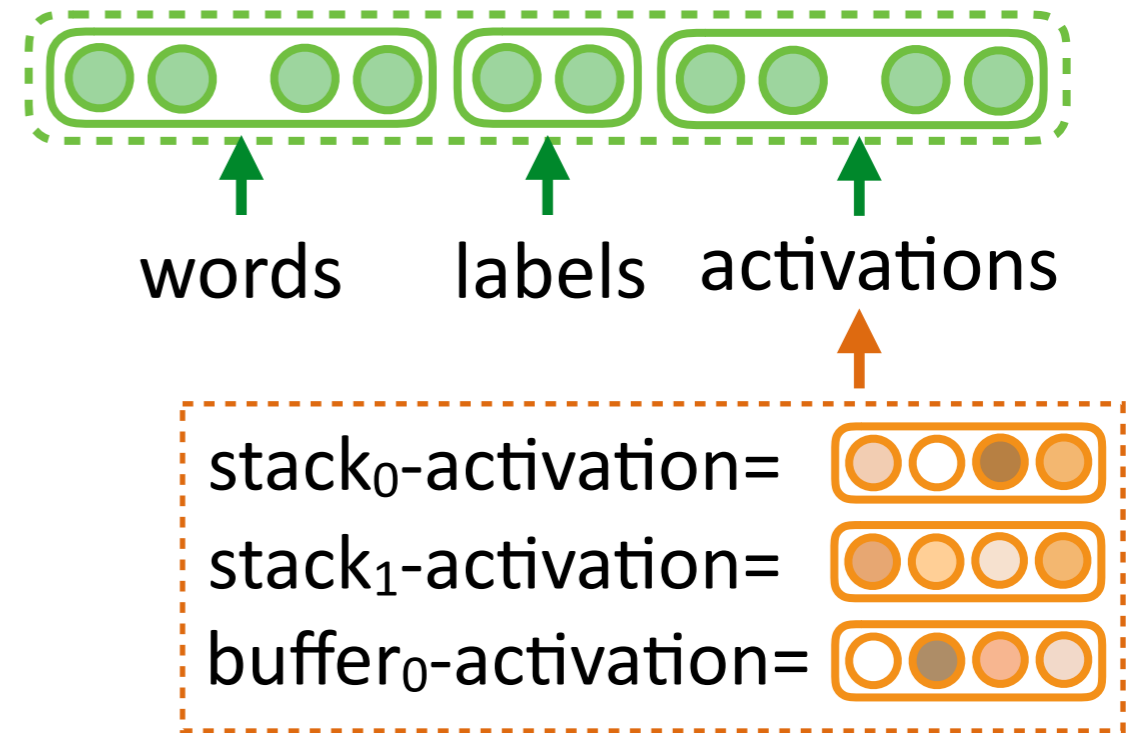 words labels activations
stack₀-activation=
stack₁-activation=
buffer₀-activation=